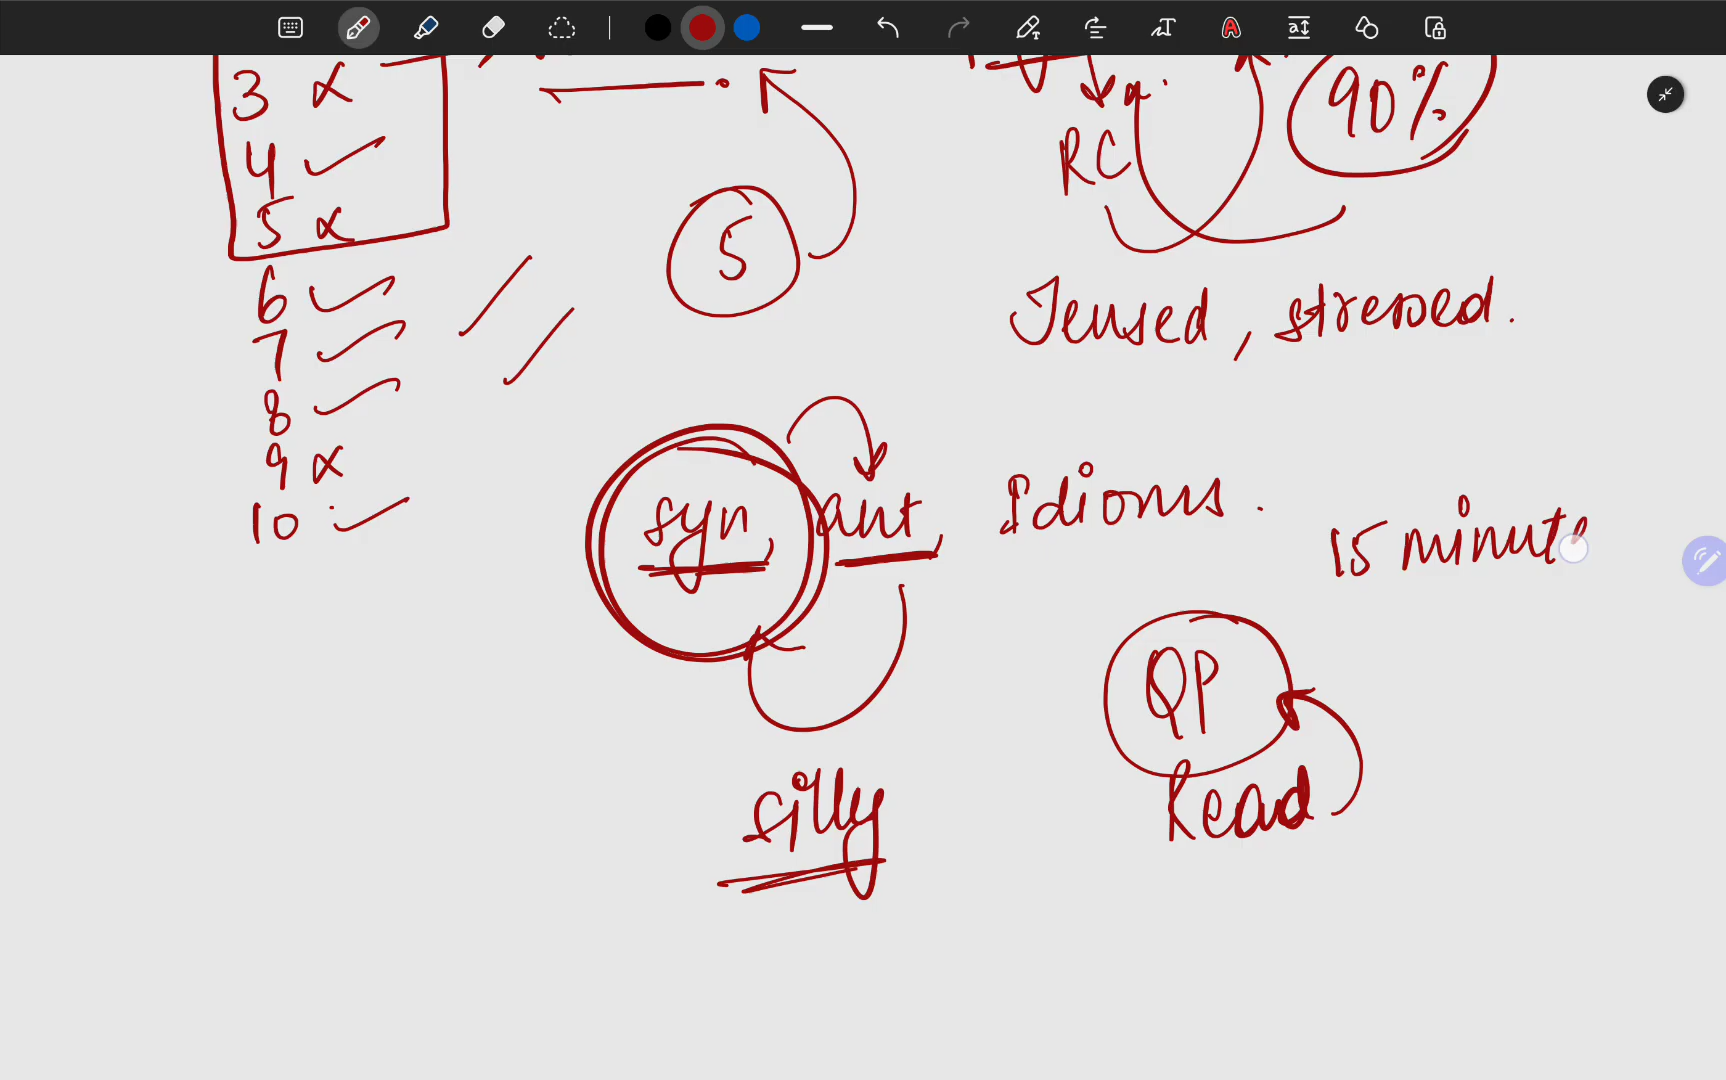 90%
3 ×
4 ✓
RC
5 ×
5
6 ✓
Tensed, stressed.
7 ✓
8 ✓
9 ×
syn ant, Idioms.
10 ✓
15 minute
QP
Read
silly